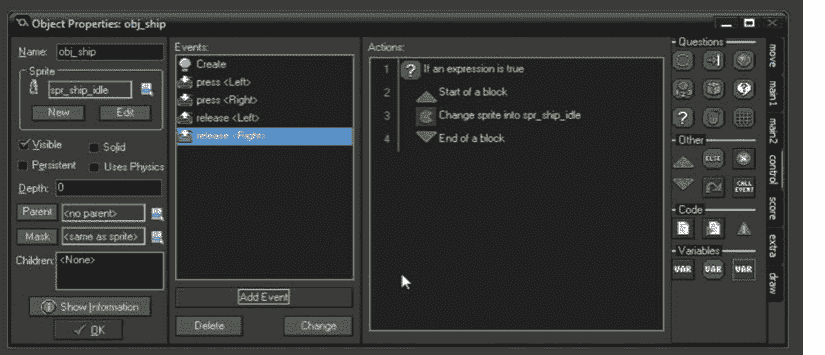 Object Properties: obj_ship
Name: obj_ship
Sprite
spr_ship_idle
New
Edit
Visible
Solid
Persistent
Uses Physics
Depth: 0
Parent
<no parent>
Mask
<same as sprite>
Children:
<None>
Show Information
OK
Events:
Create
press <Left>
press <Right>
release <Left>
release <Right>
Add Event
Delete
Change
Actions:
1 If an expression is true
2 Start of a block
3 Change sprite into spr_ship_idle
4 End of a block
Questions
Other
ELSE
CALL
EVENT
Code
Variables
VAR VAR VAR
move
main1
main2
control
score
extra
draw